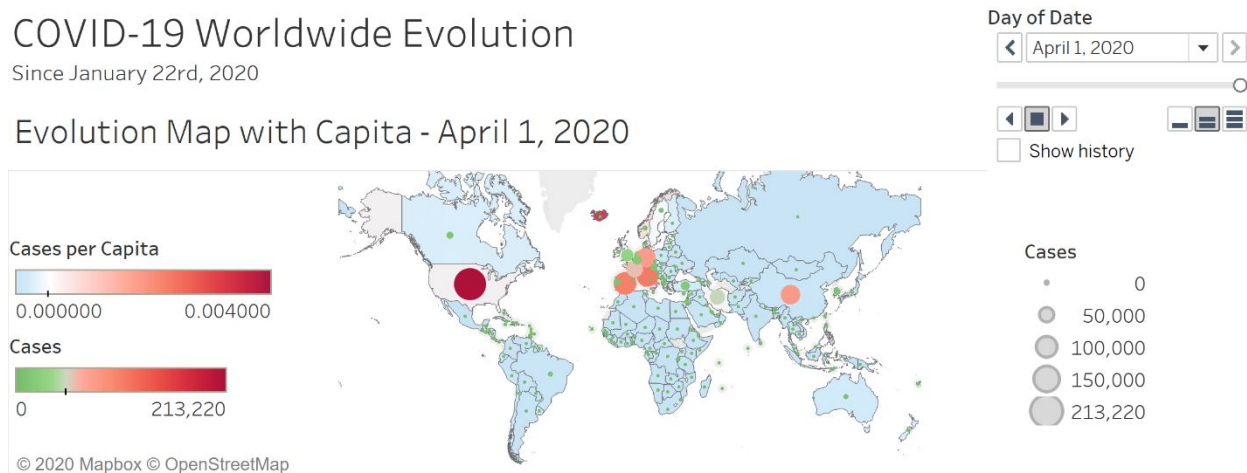 COVID-19 Worldwide Evolution
Since January 22rd, 2020
Day of Date
April 1, 2020
Show history
Evolution Map with Capita - April 1, 2020
Cases per Capita
0.000000 0.004000
Cases
0 213,220
Cases
0
50,000
100,000
150,000
213,220
© 2020 Mapbox © OpenStreetMap